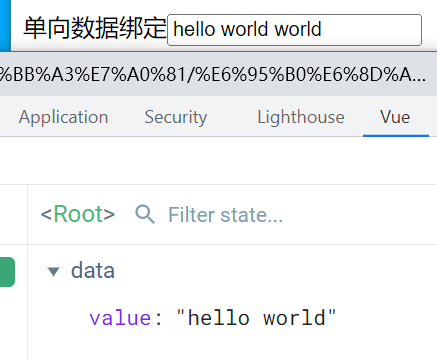 单向数据绑定 hello world world
%BB%A3%E7%A0%81/%E6%95%B0%E6%8D%A...
Application Security Lighthouse Vue
<Root> Filter state...
data
value: "hello world"